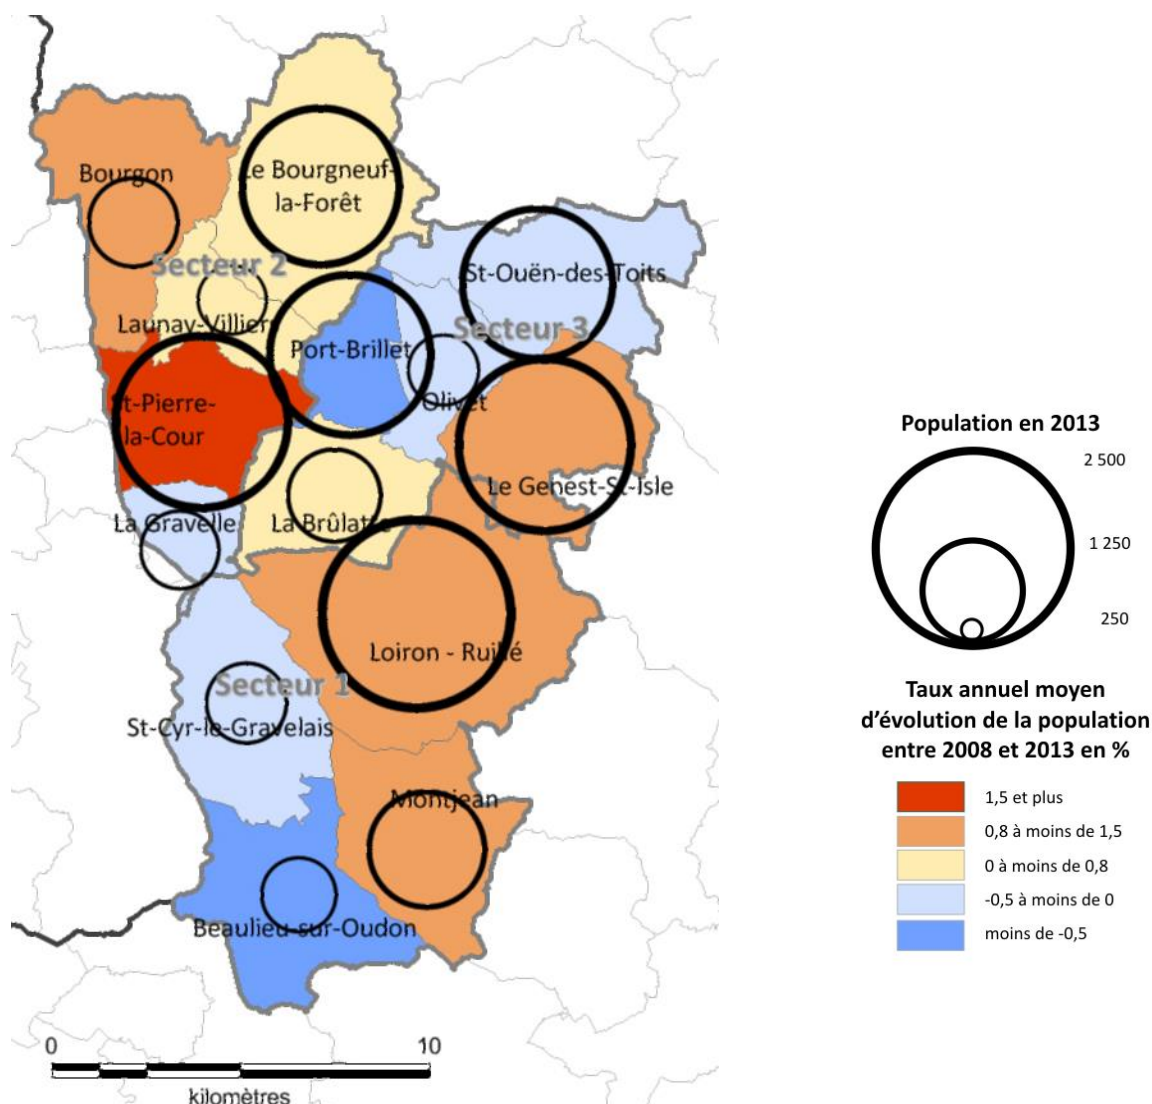 Bourgon
Le Bourgneuf-
la-Forêt
Secteur 2
St-Ouën-des-Toits
Launay-Villiers
Port-Brillet
Secteur 3
Olivet
St-Pierre-
la-Cour
Le Genest-St-Isle
La Gravelle
La Brûlatte
Loiron - Ruillé
Secteur 1
St-Cyr-le-Gravelais
Montjean
Beaulieu-sur-Oudon
0 10
kilomètres
Population en 2013
2 500
1 250
250
Taux annuel moyen
d'évolution de la population
entre 2008 et 2013 en %
1,5 et plus
0,8 à moins de 1,5
0 à moins de 0,8
-0,5 à moins de 0
moins de -0,5